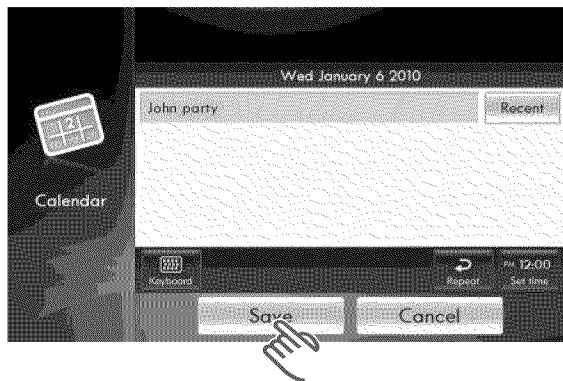 Wed January 6 2010
John party
Recent
Calendar
Keyboard
Repeat
PM 12:00
Set time
Save
Cancel